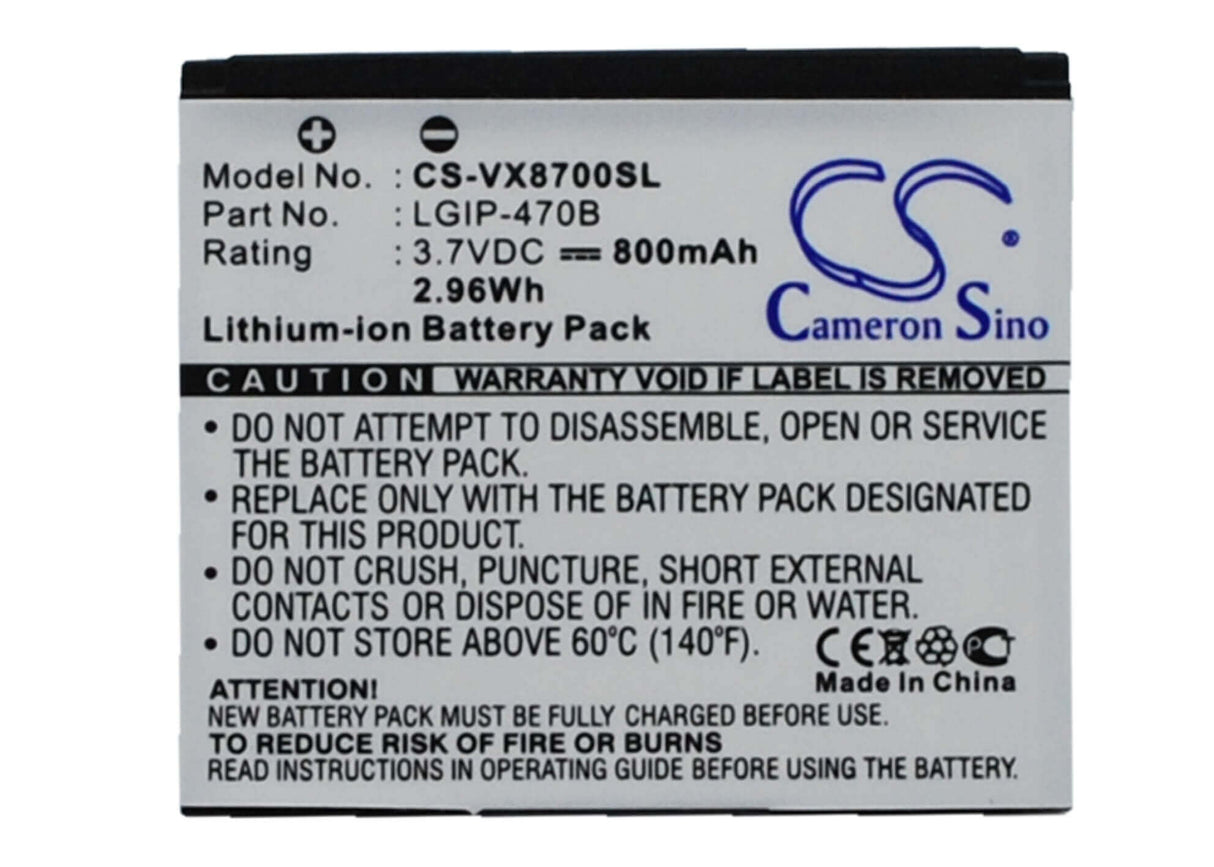 Model No. : CS-VX8700SL
Part No. : LGIP-470B
Rating : 3.7VDC 800mAh
2.96Wh
Lithium-ion Battery Pack
CS ®
Cameron Sino
CAUTION WARRANTY VOID IF LABEL IS REMOVED
• DO NOT ATTEMPT TO DISASSEMBLE, OPEN OR SERVICE
THE BATTERY PACK.
• REPLACE ONLY WITH THE BATTERY PACK DESIGNATED
FOR THIS PRODUCT.
• DO NOT CRUSH, PUNCTURE, SHORT EXTERNAL
CONTACTS OR DISPOSE OF IN FIRE OR WATER.
• DO NOT STORE ABOVE 60°C (140°F).
CE
Made In China
ATTENTION!
NEW BATTERY PACK MUST BE FULLY CHARGED BEFORE USE.
TO REDUCE RISK OF FIRE OR BURNS
READ INSTRUCTIONS IN OPERATING GUIDE BEFORE USING THE BATTERY.